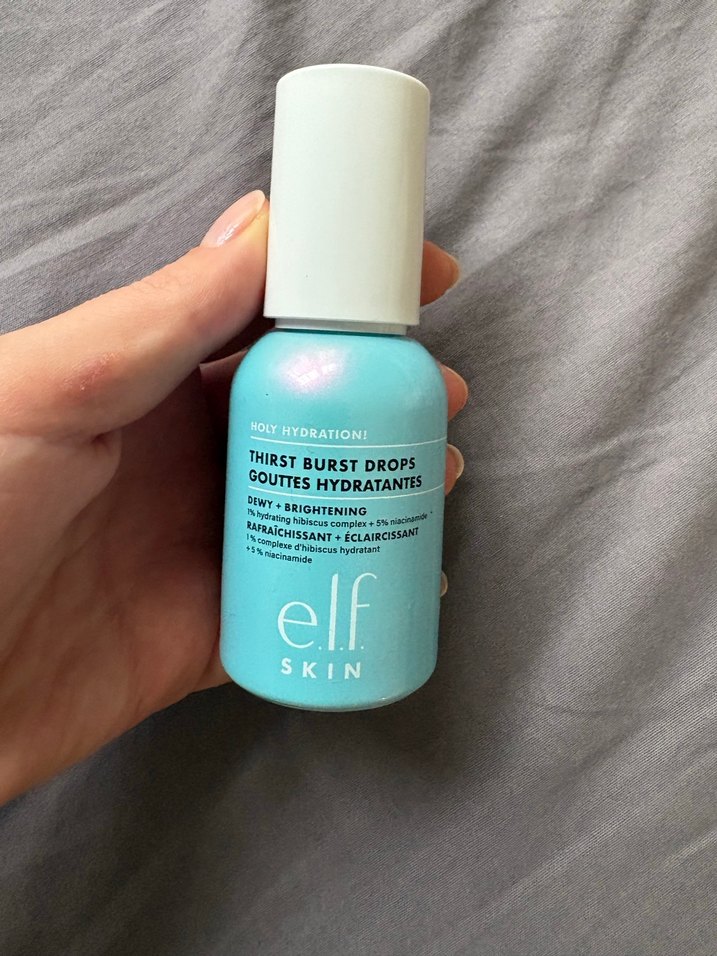 HOLY HYDRATION!
THIRST BURST DROPS
GOUTTES HYDRATANTES
DEWY + BRIGHTENING
1% hydrating hibiscus complex + 5% niacinamide
RAFRAÎCHISSANT + ÉCLAIRCISSANT
1 % complexe d'hibiscus hydratant
+ 5 % niacinamide
e.l.f.
SKIN